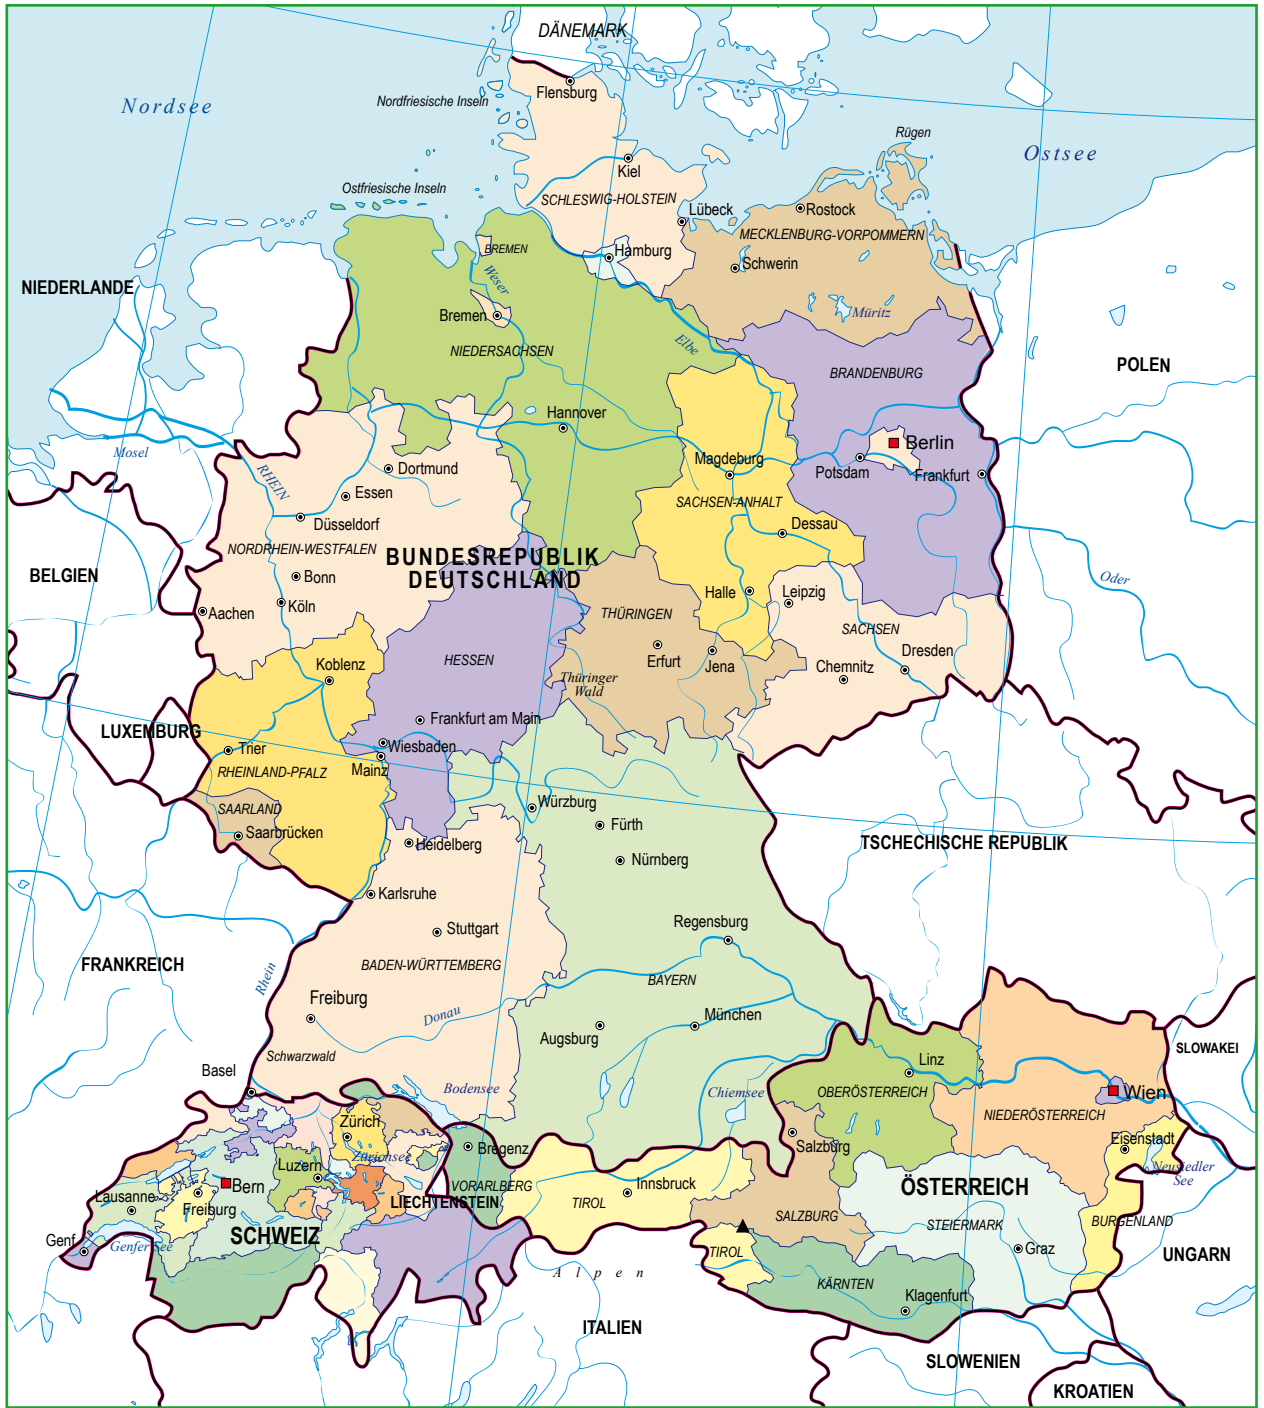 DÄNEMARK
Flensburg
Nordsee
Nordfriesische Inseln
Rügen
Ostsee
Kiel
Ostfriesische Inseln
SCHLESWIG-HOLSTEIN
Lübeck
Rostock
MECKLENBURG-VORPOMMERN
BREMEN
Hamburg
Schwerin
Weser
NIEDERLANDE
Müritz
Bremen
Elbe
NIEDERSACHSEN
POLEN
BRANDENBURG
Hannover
Berlin
Mosel
Magdeburg
Potsdam
Frankfurt
RHEIN
Dortmund
Essen
SACHSEN-ANHALT
Düsseldorf
Dessau
NORDRHEIN-WESTFALEN
BUNDESREPUBLIK
DEUTSCHLAND
BELGIEN
Bonn
Oder
Halle
Leipzig
Köln
Aachen
THÜRINGEN
SACHSEN
Dresden
Koblenz
HESSEN
Erfurt
Jena
Chemnitz
Thüringer
Wald
Frankfurt am Main
LUXEMBURG
Trier
Wiesbaden
Mainz
RHEINLAND-PFALZ
Würzburg
SAARLAND
Saarbrücken
Fürth
Heidelberg
TSCHECHISCHE REPUBLIK
Nürnberg
Karlsruhe
Regensburg
Stuttgart
FRANKREICH
BADEN-WÜRTTEMBERG
Rhein
BAYERN
Freiburg
Donau
München
Augsburg
Schwarzwald
SLOWAKEI
Linz
Basel
Bodensee
Chiemsee
OBERÖSTERREICH
Wien
NIEDERÖSTERREICH
Zürich
Salzburg
Eisenstadt
Bregenz
Zürichsee
Luzern
Neusiedler
See
Bern
VORARLBERG
Innsbruck
ÖSTERREICH
Lausanne
LIECHTENSTEIN
TIROL
Freiburg
SALZBURG
STEIERMARK
BURGENLAND
SCHWEIZ
Genf
Genfer See
TIROL
Graz
UNGARN
Alpen
KÄRNTEN
Klagenfurt
ITALIEN
SLOWENIEN
KROATIEN